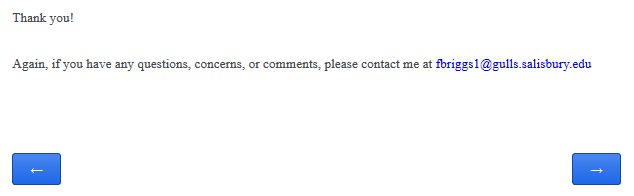 Thank you!
Again, if you have any questions, concerns, or comments, please contact me at fbriggs1@gulls.salisbury.edu
← →